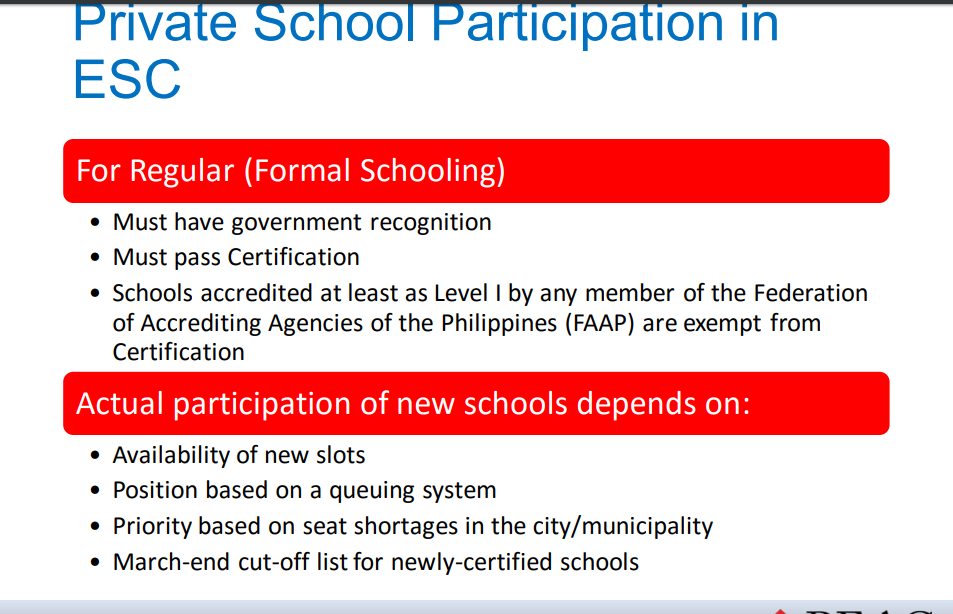 Private School Participation in
ESC
For Regular (Formal Schooling)
• Must have government recognition
• Must pass Certification
• Schools accredited at least as Level I by any member of the Federation
of Accrediting Agencies of the Philippines (FAAP) are exempt from
Certification
Actual participation of new schools depends on:
• Availability of new slots
• Position based on a queuing system
• Priority based on seat shortages in the city/municipality
• March-end cut-off list for newly-certified schools